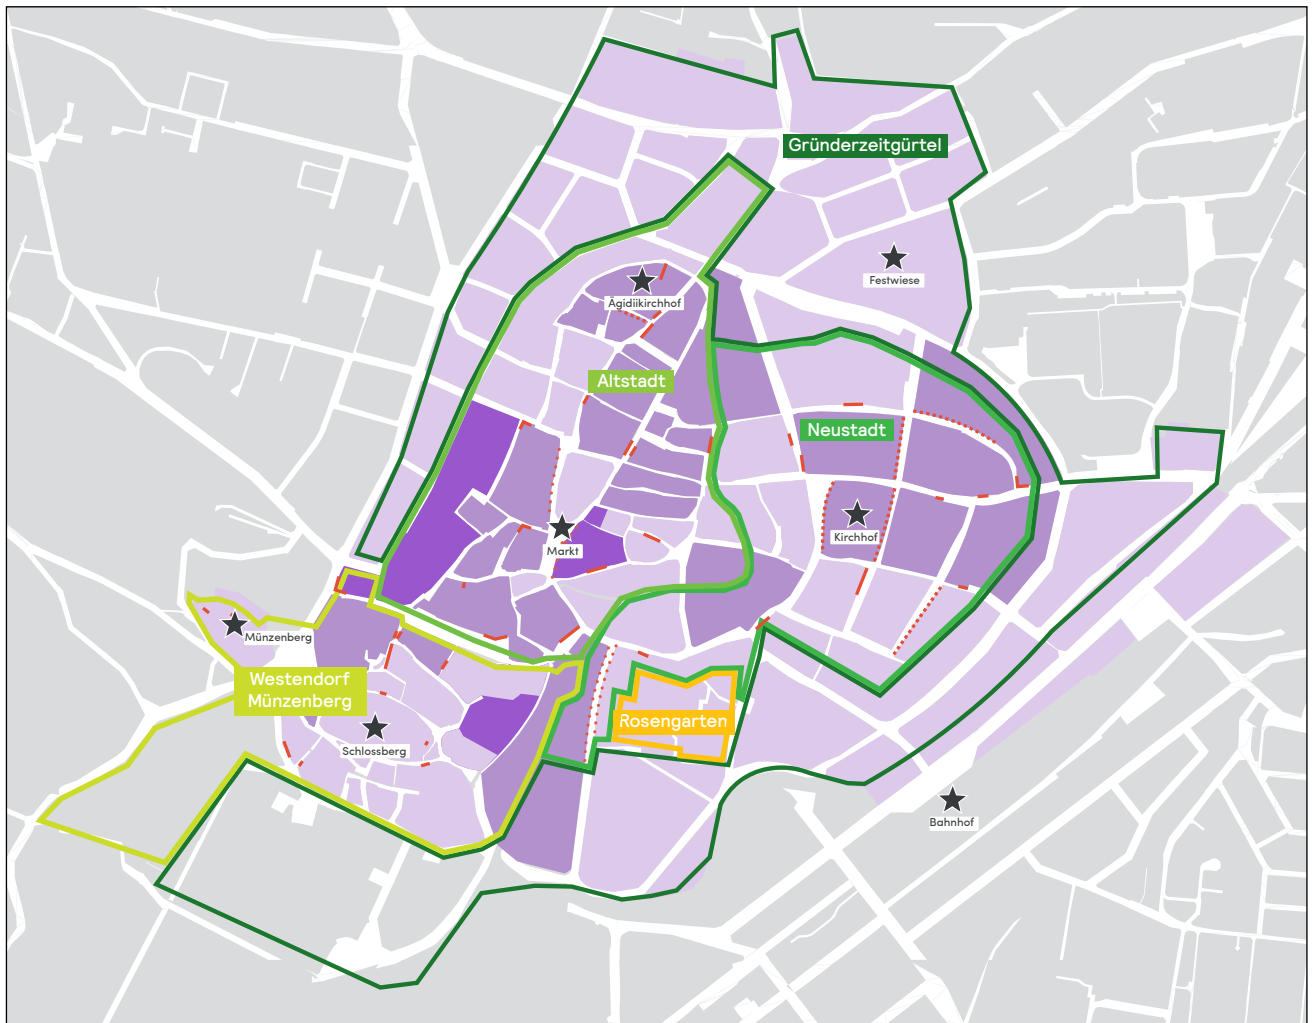 Gründerzeitgürtel
Festwiese
Ägidiikirchhof
Altstadt
Neustadt
Kirchhof
Markt
Münzenberg
Westendorf
Münzenberg
Rosengarten
Schlossberg
Bahnhof